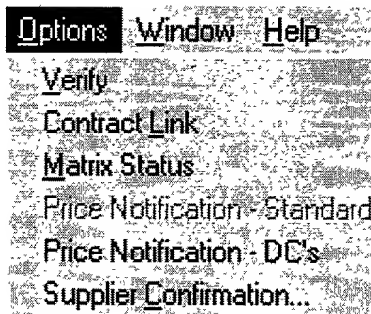 Options Window Help
Verify
Contract Link
Matrix Status
Price Notification - Standard
Price Notification - DC's
Supplier Confirmation...